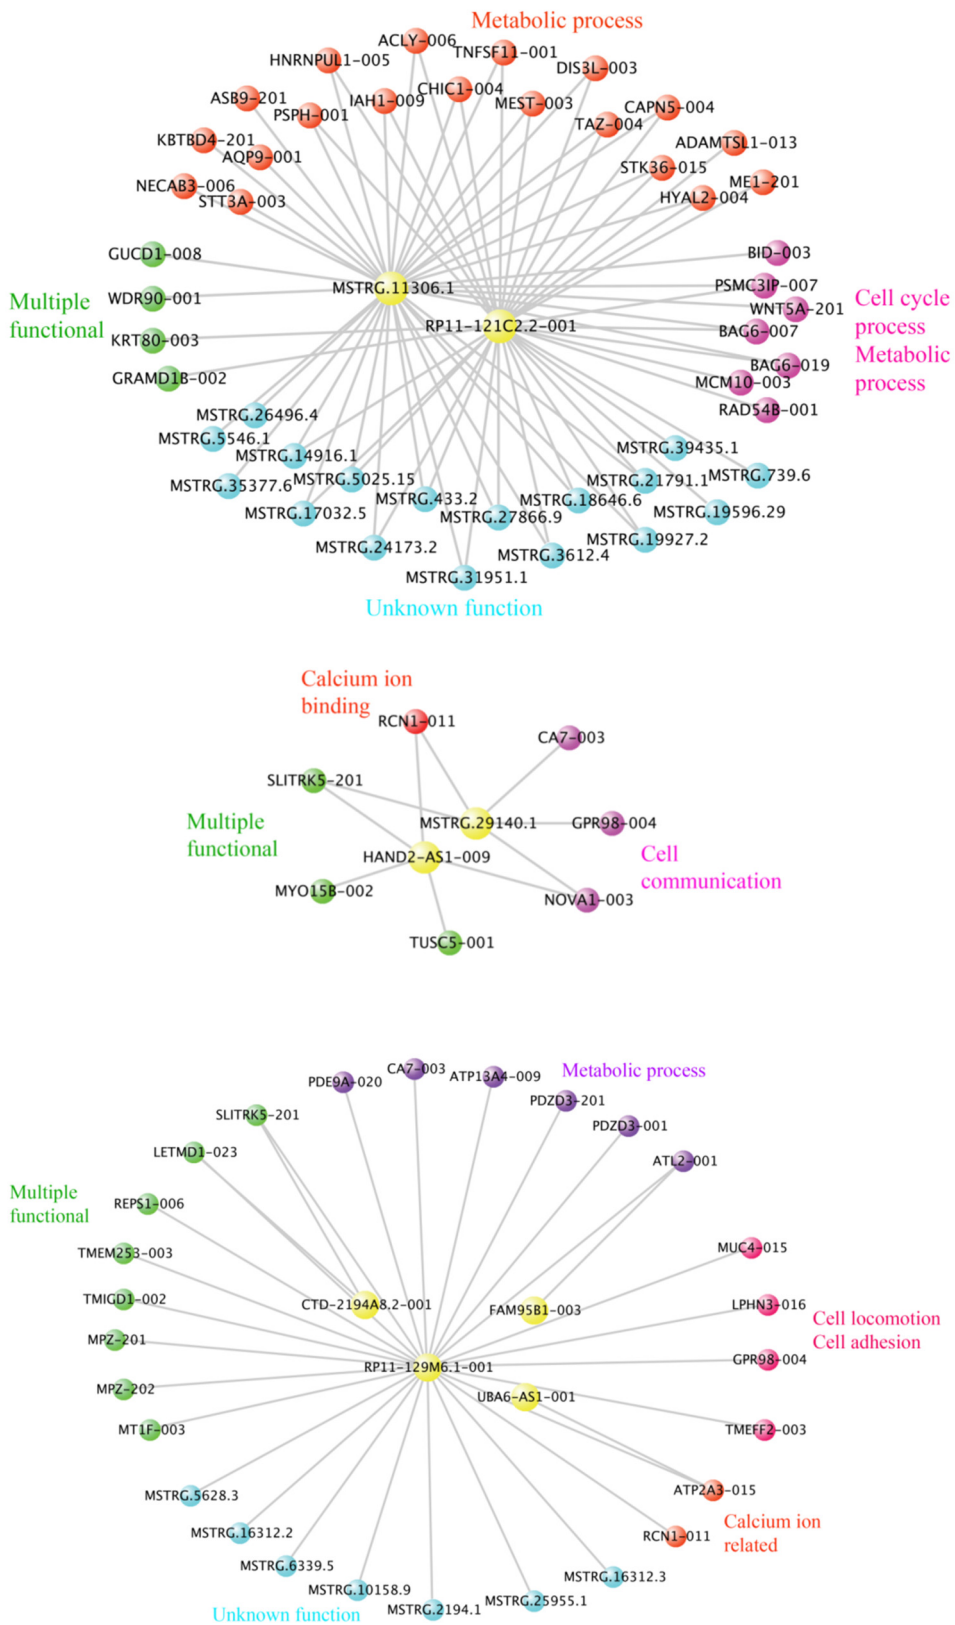 Metabolic process
ACLY-006
TNFSF11-001
HNRNPUL1-005
DIS3L-003
CHIC1-004
ASB9-201
IAH1-009
MEST-003
CAPN5-004
PSPH-001
TAZ-004
KBTBD4-201
ADAMTSL1-013
AQP9-001
STK36-015
NECAB3-006
ME1-201
STT3A-003
HYAL2-004
GUCD1-008
BID-003
MSTRG.11306.1
PSMC3IP-007
Multiple
functional
WDR90-001
Cell cycle
process
Metabolic
process
WNT5A-201
RP11-121C2.2-001
BAG6-007
KRT80-003
BAG6-019
GRAMD1B-002
MCM10-003
RAD54B-001
MSTRG.26496.4
MSTRG.5546.1
MSTRG.39435.1
MSTRG.14916.1
MSTRG.739.6
MSTRG.5025.15
MSTRG.21791.1
MSTRG.35377.6
MSTRG.433.2
MSTRG.18646.6
MSTRG.17032.5
MSTRG.27866.9
MSTRG.19596.29
MSTRG.19927.2
MSTRG.24173.2
MSTRG.3612.4
MSTRG.31951.1
Unknown function
Calcium ion
binding
RCN1-011
CA7-003
SLITRK5-201
Multiple
functional
MSTRG.29140.1
GPR98-004
HAND2-AS1-009
Cell
communication
MYO15B-002
NOVA1-003
TUSC5-001
Metabolic process
CA7-003
ATP13A4-009
PDE9A-020
PDZD3-201
SLITRK5-201
PDZD3-001
LETMD1-023
ATL2-001
Multiple
functional
REPS1-006
MUC4-015
TMEM253-003
TMIGD1-002
CTD-2194A8.2-001
FAM95B1-003
LPHN3-016
Cell locomotion
Cell adhesion
MPZ-201
GPR98-004
RP11-129M6.1-001
MPZ-202
UBA6-AS1-001
MT1F-003
TMEFF2-003
ATP2A3-015
MSTRG.5628.3
Calcium ion
related
MSTRG.16312.2
RCN1-011
MSTRG.6339.5
MSTRG.16312.3
MSTRG.10158.9
MSTRG.25955.1
MSTRG.2194.1
Unknown function